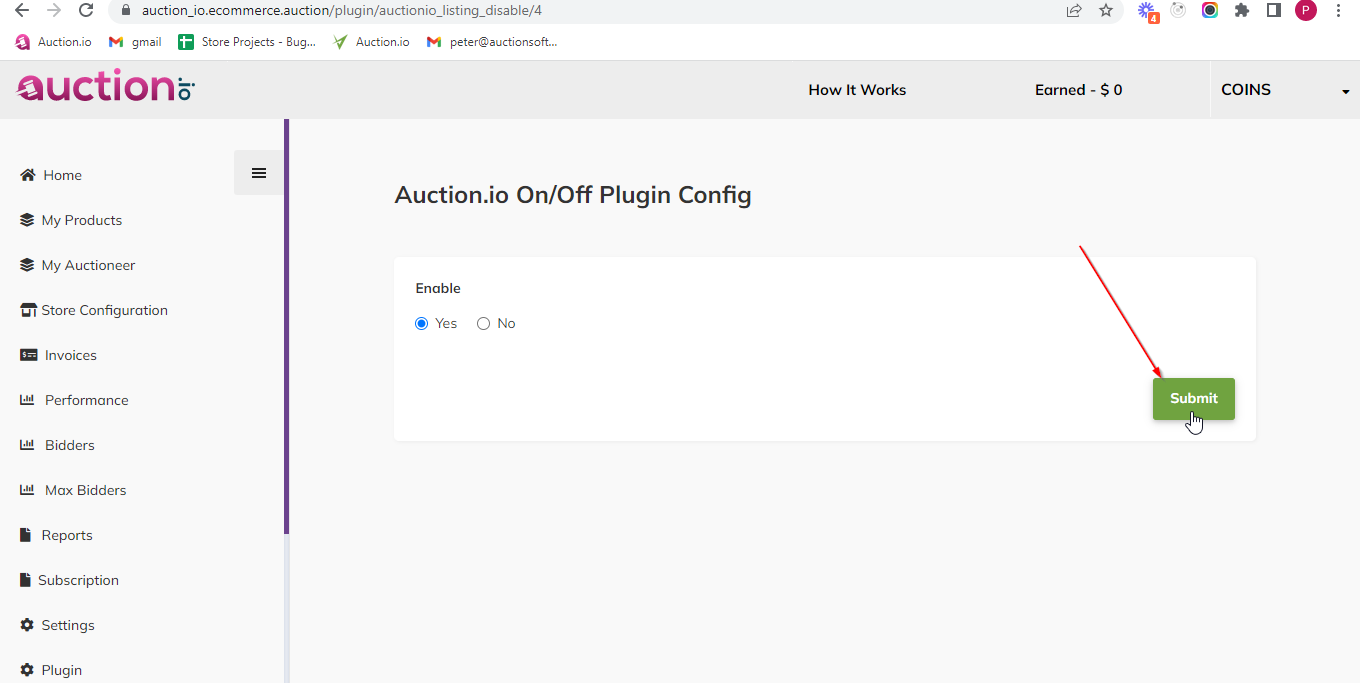 auction_io.ecommerce.auction/plugin/auctionio_listing_disable/4
4
P
Auction.io
gmail
Store Projects - Bug...
Auction.io
peter@auctionsoft...
auction.io
How It Works
Earned - $ 0
COINS
Home
My Products
My Auctioneer
Store Configuration
Invoices
Performance
Bidders
Max Bidders
Reports
Subscription
Settings
Plugin
Auction.io On/Off Plugin Config
Enable
Yes No
Submit